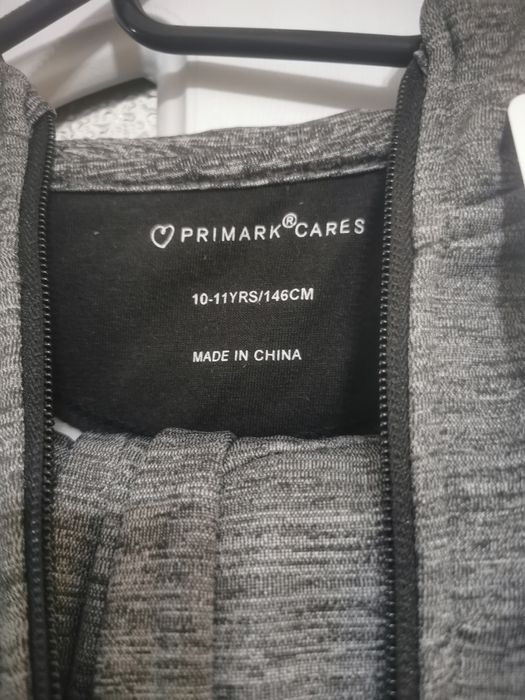 ♡ PRIMARK® CARES
10-11YRS/146CM
MADE IN CHINA